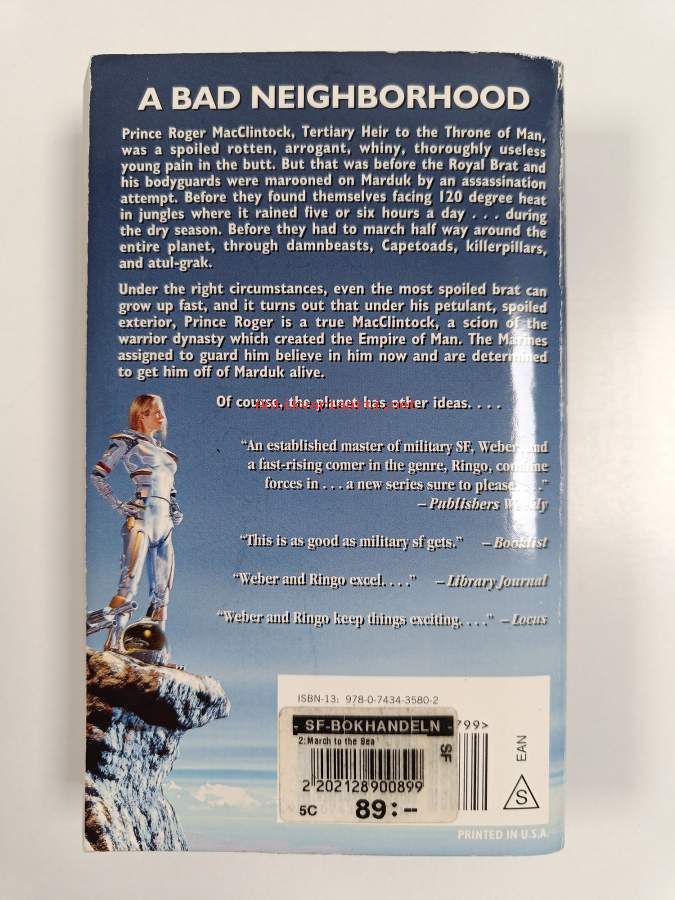 A BAD NEIGHBORHOOD
Prince Roger MacClintock, Tertiary Heir to the Throne of Man,
was a spoiled rotten, arrogant, whiny, thoroughly useless
young pain in the butt. But that was before the Royal Brat and
his bodyguards were marooned on Marduk by an assassination
attempt. Before they found themselves facing 120 degree heat
in jungles where it rained five or six hours a day . . . during
the dry season. Before they had to march half way around the
entire planet, through damnbeasts, Capetoads, killerpillars,
and atul-grak.
Under the right circumstances, even the most spoiled brat can
grow up fast, and it turns out that under his petulant, spoiled
exterior, Prince Roger is a true MacClintock, a scion of the
warrior dynasty which created the Empire of Man. The Marines
assigned to guard him believe in him now and are determined
to get him off of Marduk alive.
Of course, the planet has other ideas. . . .
“An established master of military SF, Weber and
a fast-rising comer in the genre, Ringo, combine
forces in . . . a new series sure to please. . . .”
– Publishers Weekly
“This is as good as military sf gets.” – Booklist
“Weber and Ringo excel. . . .” – Library Journal
“Weber and Ringo keep things exciting. . . .” – Locus
ISBN-13: 978-0-7434-3580-2
SF-BOKHANDELN
799>
2:March to the Sea
SF
EAN
2 202128900899
S
5C 89:–
PRINTED IN U.S.A.